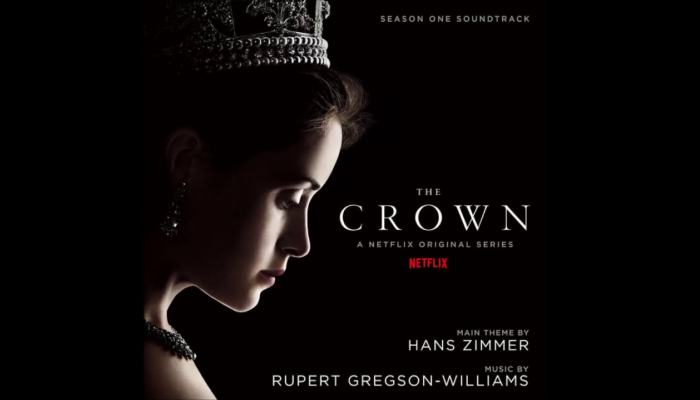 SEASON ONE SOUNDTRACK
THE
CROWN
A NETFLIX ORIGINAL SERIES
NETFLIX
MAIN THEME BY
HANS ZIMMER
MUSIC BY
RUPERT GREGSON-WILLIAMS